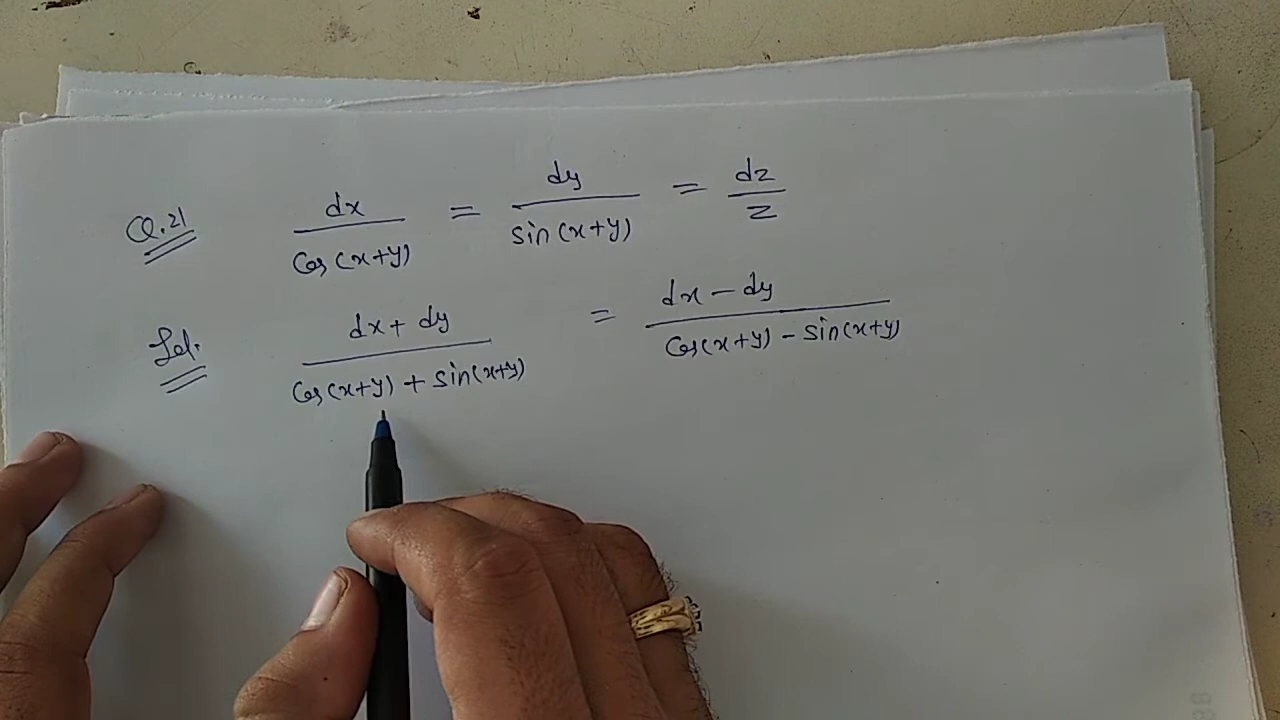 Q.21 dx/cos(x+y) = dy/sin(x+y) = dz/z
Sol. dx + dy/cos(x+y) + sin(x+y) = dx - dy/cos(x+y) - sin(x+y)